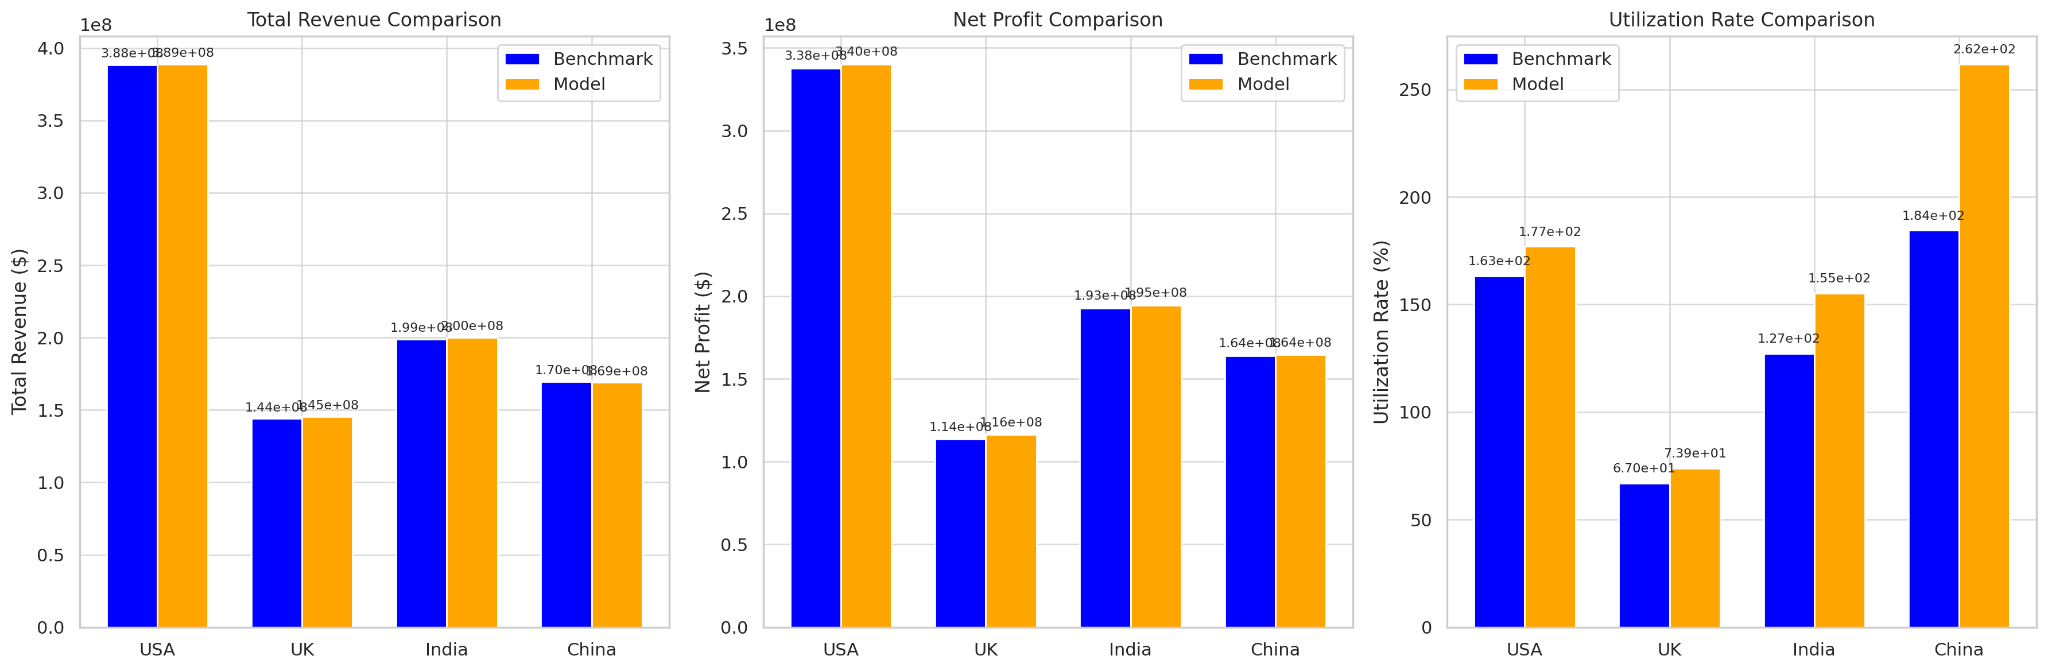 Total Revenue Comparison
1e8
Total Revenue ($)
4.0
3.5
3.0
2.5
2.0
1.5
1.0
0.5
0.0
3.88e+08
3.89e+08
1.44e+08
1.45e+08
1.99e+08
2.00e+08
1.70e+08
1.69e+08
Benchmark
Model
USA
UK
India
China
Net Profit Comparison
1e8
Net Profit ($)
3.5
3.0
2.5
2.0
1.5
1.0
0.5
0.0
3.38e+08
3.40e+08
1.14e+08
1.16e+08
1.93e+08
1.95e+08
1.64e+08
1.64e+08
Benchmark
Model
USA
UK
India
China
Utilization Rate Comparison
Utilization Rate (%)
250
200
150
100
50
0
1.63e+02
1.77e+02
6.70e+01
7.39e+01
1.27e+02
1.55e+02
1.84e+02
2.62e+02
Benchmark
Model
USA
UK
India
China